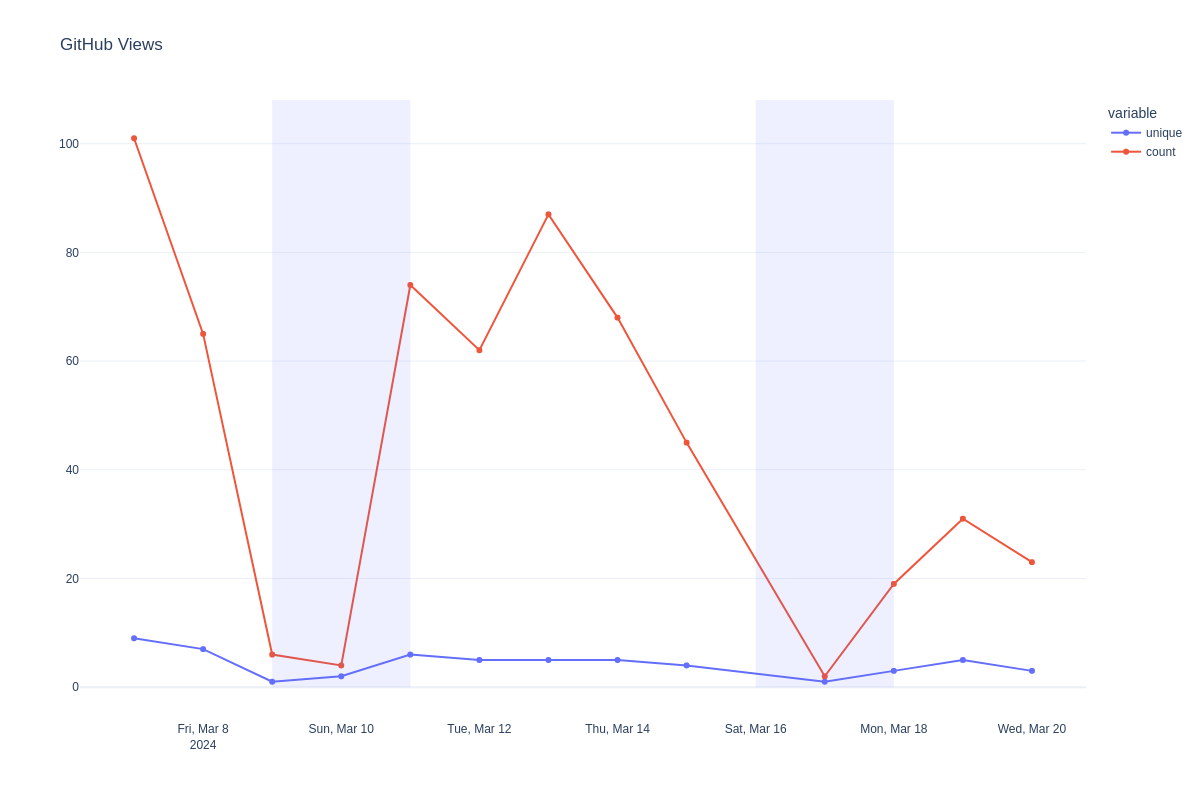 GitHub Views
variable
unique
count
100
80
60
40
20
0
Fri, Mar 8
2024
Sun, Mar 10
Tue, Mar 12
Thu, Mar 14
Sat, Mar 16
Mon, Mar 18
Wed, Mar 20